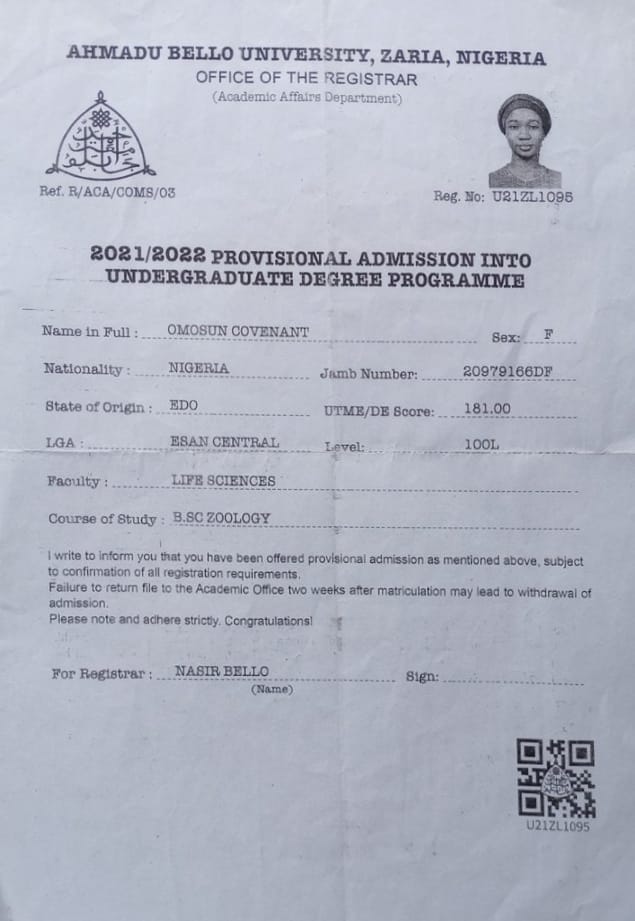 AHMADU BELLO UNIVERSITY, ZARIA, NIGERIA
OFFICE OF THE REGISTRAR
(Academic Affairs Department)
Ref. R/ACA/COMS/03
Reg. No: U21ZL1095
2021/2022 PROVISIONAL ADMISSION INTO
UNDERGRADUATE DEGREE PROGRAMME
Name in Full : OMOSUN COVENANT Sex: F
Nationality : NIGERIA Jamb Number: 20979166DF
State of Origin : EDO UTME/DE Score: 181.00
LGA : ESAN CENTRAL Level: 100L
Faculty : LIFE SCIENCES
Course of Study : B.SC ZOOLOGY
I write to inform you that you have been offered provisional admission as mentioned above, subject
to confirmation of all registration requirements.
Failure to return file to the Academic Office two weeks after matriculation may lead to withdrawal of
admission.
Please note and adhere strictly. Congratulations!
For Registrar : NASIR BELLO Sign:
(Name)
U21ZL1095